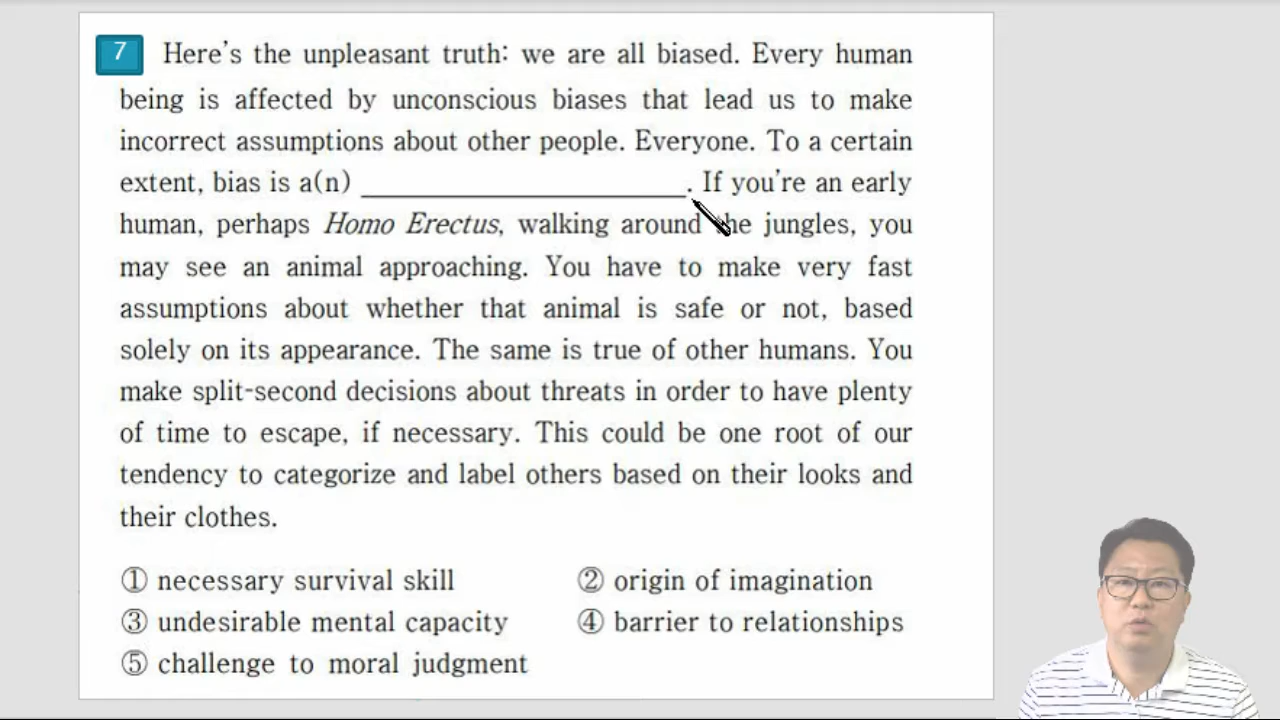 7 Here's the unpleasant truth: we are all biased. Every human
being is affected by unconscious biases that lead us to make
incorrect assumptions about other people. Everyone. To a certain
extent, bias is a(n) ______________________. If you're an early
human, perhaps Homo Erectus, walking around the jungles, you
may see an animal approaching. You have to make very fast
assumptions about whether that animal is safe or not, based
solely on its appearance. The same is true of other humans. You
make split-second decisions about threats in order to have plenty
of time to escape, if necessary. This could be one root of our
tendency to categorize and label others based on their looks and
their clothes.
① necessary survival skill ② origin of imagination
③ undesirable mental capacity ④ barrier to relationships
⑤ challenge to moral judgment